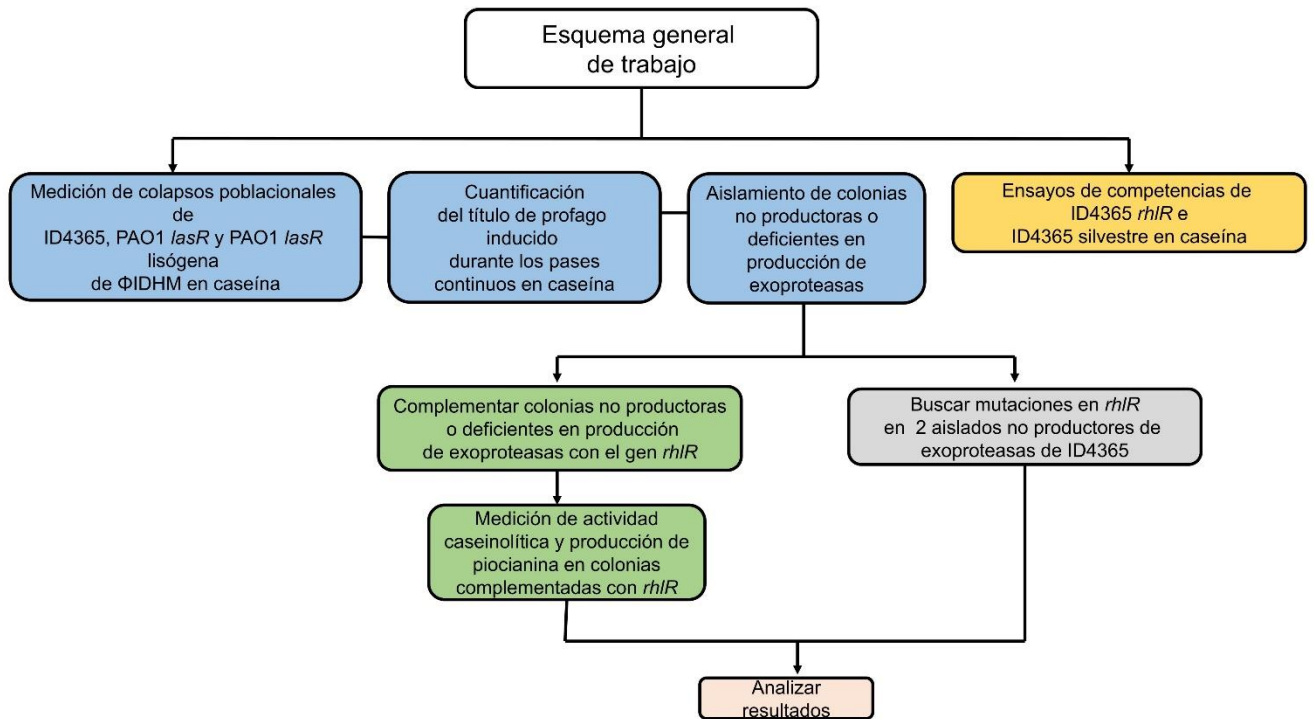 Esquema general
de trabajo
Medición de colapsos poblacionales
de
ID4365, PAO1 lasR y PAO1 lasR
lisógena
de ΦIDHM en caseína
Cuantificación
del título de profago
inducido
durante los pases
continuos en caseína
Aislamiento de colonias
no productoras o
deficientes en
producción de
exoproteasas
Ensayos de competencias de
ID4365 rhlR e
ID4365 silvestre en caseína
Complementar colonias no productoras
o deficientes en producción
de exoproteasas con el gen rhlR
Buscar mutaciones en rhlR
en 2 aislados no productores de
exoproteasas de ID4365
Medición de actividad
caseinolítica y producción de
piocianina en colonias
complementadas con rhlR
Analizar
resultados